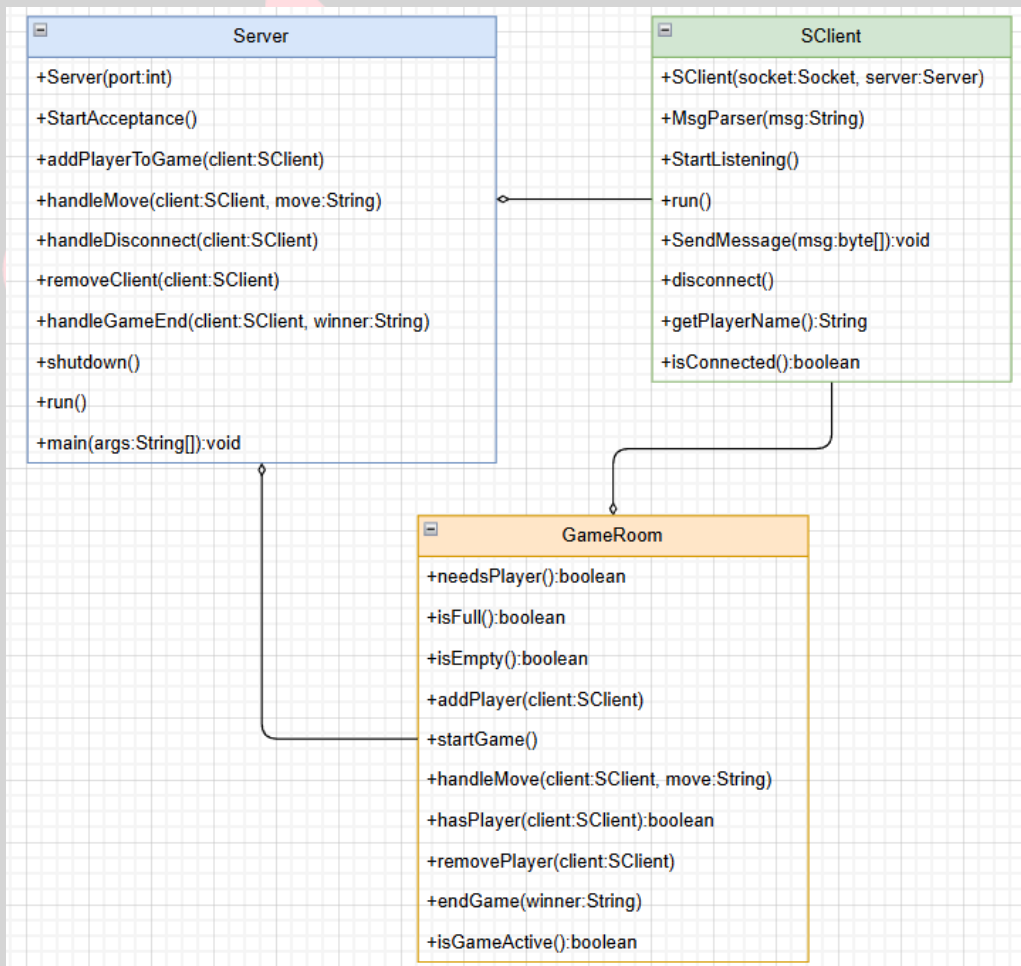 Server
+Server(port:int)
+StartAcceptance()
+addPlayerToGame(client:SClient)
+handleMove(client:SClient, move:String)
+handleDisconnect(client:SClient)
+removeClient(client:SClient)
+handleGameEnd(client:SClient, winner:String)
+shutdown()
+run()
+main(args:String[]):void
SClient
+SClient(socket:Socket, server:Server)
+MsgParser(msg:String)
+StartListening()
+run()
+SendMessage(msg:byte[]):void
+disconnect()
+getPlayerName():String
+isConnected():boolean
GameRoom
+needsPlayer():boolean
+isFull():boolean
+isEmpty():boolean
+addPlayer(client:SClient)
+startGame()
+handleMove(client:SClient, move:String)
+hasPlayer(client:SClient):boolean
+removePlayer(client:SClient)
+endGame(winner:String)
+isGameActive():boolean